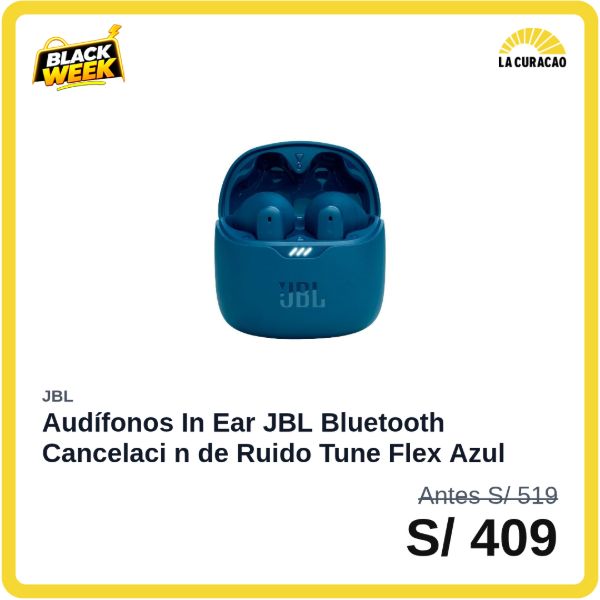 BLACK
WEEK
LA CURACAO
JBL
JBL
Audífonos In Ear JBL Bluetooth
Cancelaci n de Ruido Tune Flex Azul
Antes S/ 519
S/ 409